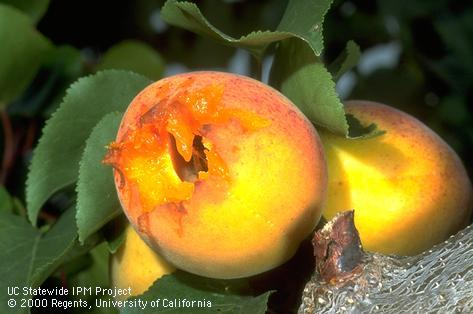 UC Statewide IPM Project
© 2000 Regents, University of California